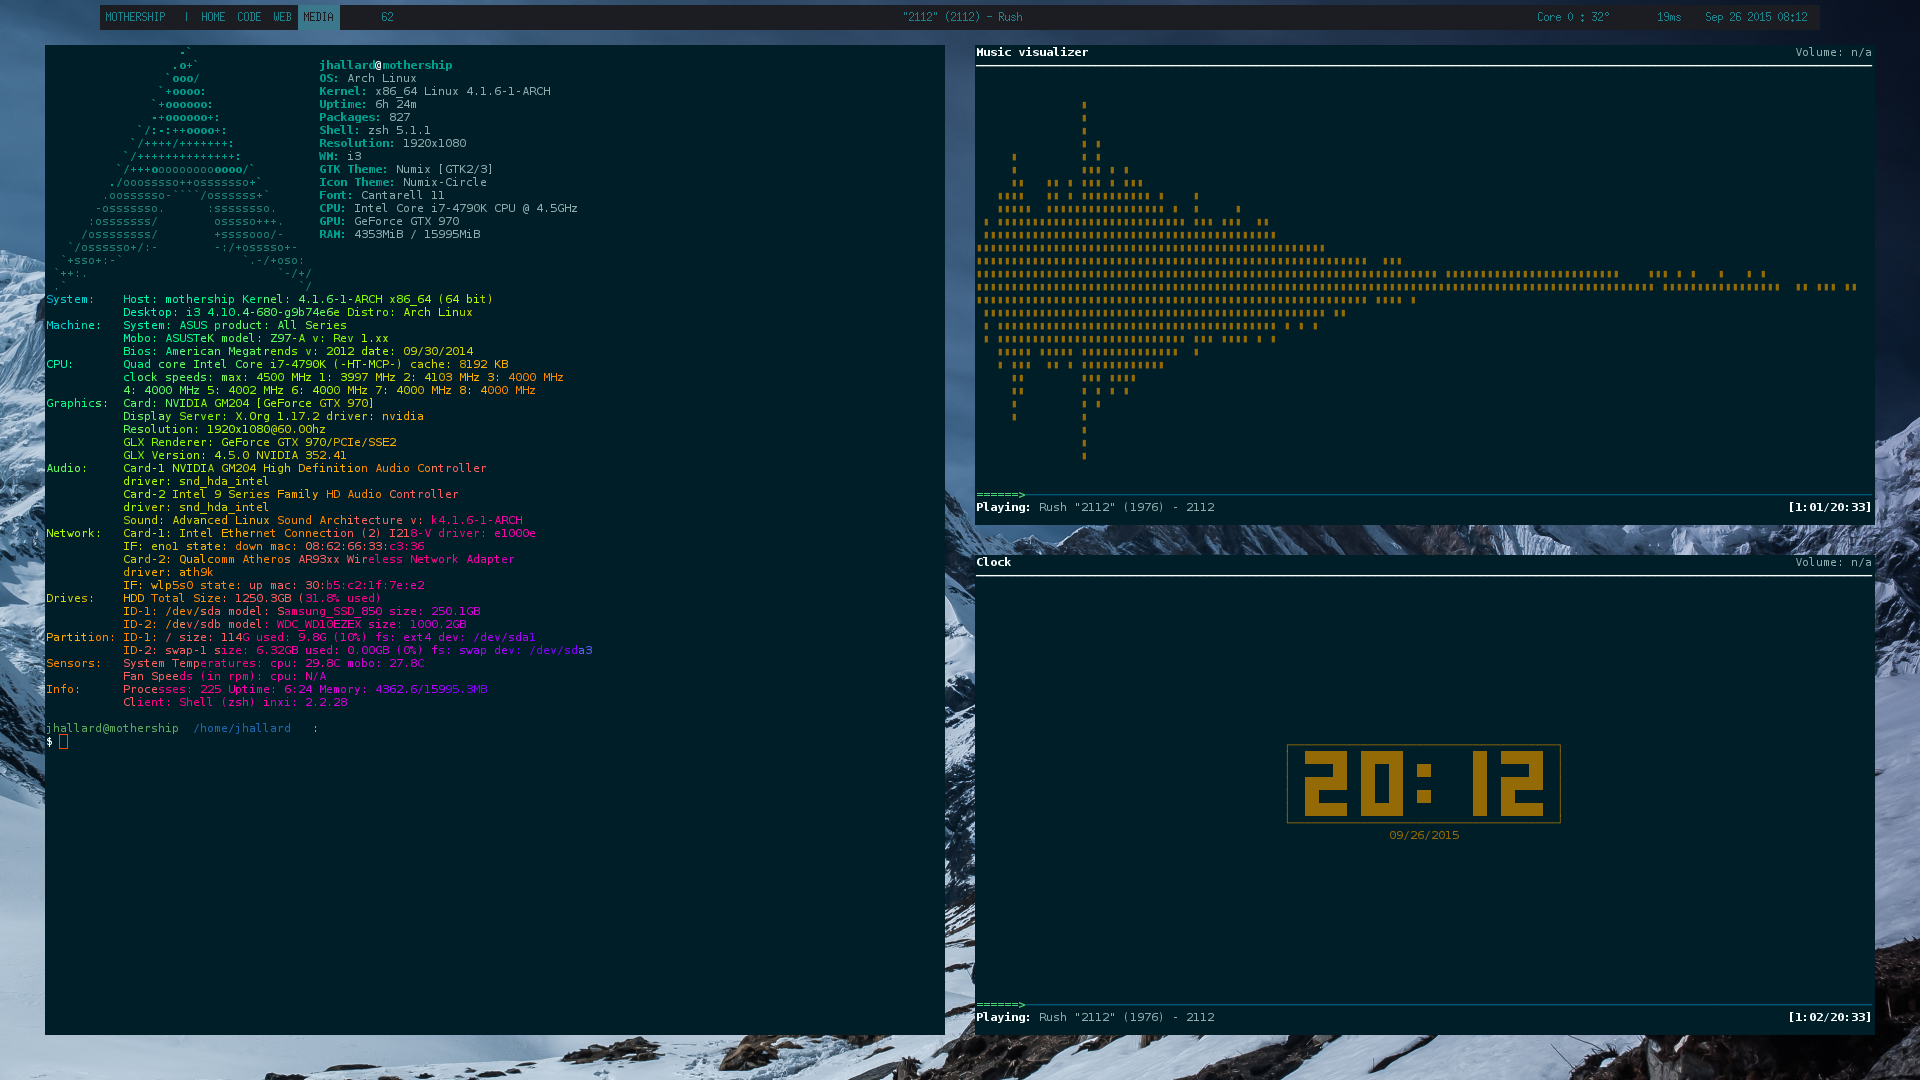 MOTHERSHIP | HOME CODE WEB MEDIA 62 "2112" (2112) - Rush Core 0 : 32° 19ms Sep 26 2015 08:12
jhallard@mothership
OS: Arch Linux
Kernel: x86_64 Linux 4.1.6-1-ARCH
Uptime: 6h 24m
Packages: 827
Shell: zsh 5.1.1
Resolution: 1920x1080
WM: i3
GTK Theme: Numix [GTK2/3]
Icon Theme: Numix-Circle
Font: Cantarell 11
CPU: Intel Core i7-4790K CPU @ 4.5GHz
GPU: GeForce GTX 970
RAM: 4353MiB / 15995MiB
System: Host: mothership Kernel: 4.1.6-1-ARCH x86_64 (64 bit)
Desktop: i3 4.10.4-680-g9b74e6e Distro: Arch Linux
Machine: System: ASUS product: All Series
Mobo: ASUSTeK model: Z97-A v: Rev 1.xx
Bios: American Megatrends v: 2012 date: 09/30/2014
CPU: Quad core Intel Core i7-4790K (-HT-MCP-) cache: 8192 KB
clock speeds: max: 4500 MHz 1: 3997 MHz 2: 4103 MHz 3: 4000 MHz
4: 4000 MHz 5: 4002 MHz 6: 4000 MHz 7: 4000 MHz 8: 4000 MHz
Graphics: Card: NVIDIA GM204 [GeForce GTX 970]
Display Server: X.Org 1.17.2 driver: nvidia
Resolution: 1920x1080@60.00hz
GLX Renderer: GeForce GTX 970/PCIe/SSE2
GLX Version: 4.5.0 NVIDIA 352.41
Audio: Card-1 NVIDIA GM204 High Definition Audio Controller
driver: snd_hda_intel
Card-2 Intel 9 Series Family HD Audio Controller
driver: snd_hda_intel
Sound: Advanced Linux Sound Architecture v: k4.1.6-1-ARCH
Network: Card-1: Intel Ethernet Connection (2) I218-V driver: e1000e
IF: eno1 state: down mac: 08:62:66:33:c3:36
Card-2: Qualcomm Atheros AR93xx Wireless Network Adapter
driver: ath9k
IF: wlp5s0 state: up mac: 30:b5:c2:1f:7e:e2
Drives: HDD Total Size: 1250.3GB (31.8% used)
ID-1: /dev/sda model: Samsung_SSD_850 size: 250.1GB
ID-2: /dev/sdb model: WDC_WD10EZEX size: 1000.2GB
Partition: ID-1: / size: 114G used: 9.8G (10%) fs: ext4 dev: /dev/sda1
ID-2: swap-1 size: 6.32GB used: 0.00GB (0%) fs: swap dev: /dev/sda3
Sensors: System Temperatures: cpu: 29.8C mobo: 27.8C
Fan Speeds (in rpm): cpu: N/A
Info: Processes: 225 Uptime: 6:24 Memory: 4362.6/15995.3MB
Client: Shell (zsh) inxi: 2.2.28
jhallard@mothership /home/jhallard :
$
Music visualizer Volume: n/a
======>
Playing: Rush "2112" (1976) - 2112 [1:01/20:33]
Clock Volume: n/a
20:12
09/26/2015
======>
Playing: Rush "2112" (1976) - 2112 [1:02/20:33]